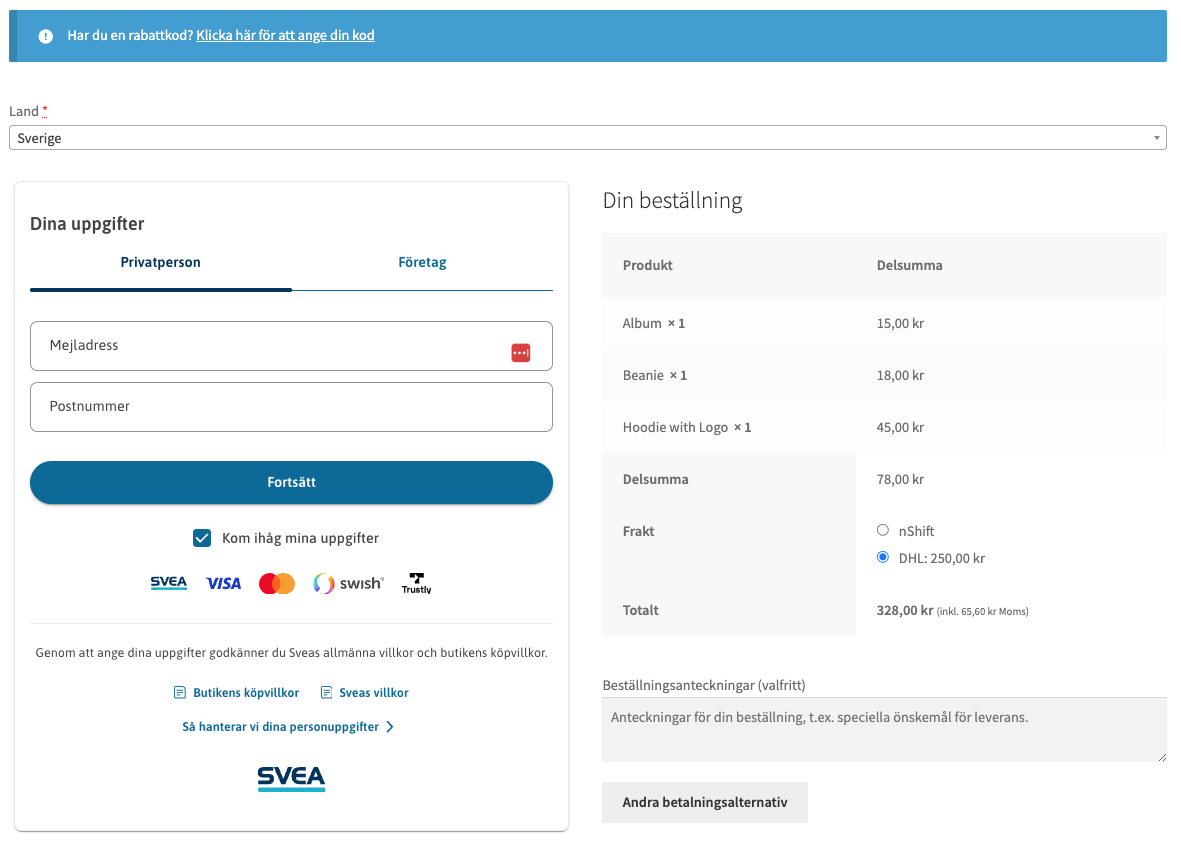 Har du en rabattkod? Klicka här för att ange din kod
Land *
Sverige
Dina uppgifter
Privatperson Företag
Mejladress
Postnummer
Fortsätt
Kom ihåg mina uppgifter
SVEA VISA swish® Trustly
Genom att ange dina uppgifter godkänner du Sveas allmänna villkor och butikens köpvillkor.
Butikens köpvillkor Sveas villkor
Så hanterar vi dina personuppgifter
SVEA
Din beställning
Produkt Delsumma
Album × 1 15,00 kr
Beanie × 1 18,00 kr
Hoodie with Logo × 1 45,00 kr
Delsumma 78,00 kr
Frakt nShift
DHL: 250,00 kr
Totalt 328,00 kr (inkl. 65,60 kr Moms)
Beställningsanteckningar (valfritt)
Anteckningar för din beställning, t.ex. speciella önskemål för leverans.
Andra betalningsalternativ